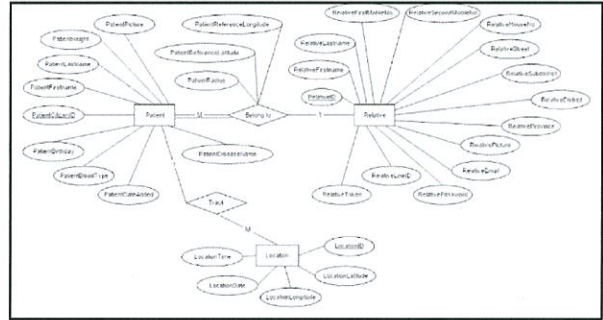 PatientPicture
PatientReferenceLongitude
RelativeFirstMobileNo
RelativeSecondMobileNo
PatientHeight
RelativeHouseNo
PatientLastname
PatientReferenceLatitude
RelativeLastname
RelativeStreet
PatientFirstname
PatientRadius
RelativeFirstname
RelativeSubdistrict
PatientCitizenID
RelativeID
RelativeDistrict
Patient
M
Belong to
1
Relative
RelativeProvince
PatientBirthday
PatientDiseaseName
RelativePicture
PatientBloodType
RelativeEmail
PatientDateAdded
RelativeToken
RelativeLineID
RelativePassword
Track
M
LocationTime
Location
LocationID
LocationDate
LocationLatitude
LocationLongitude